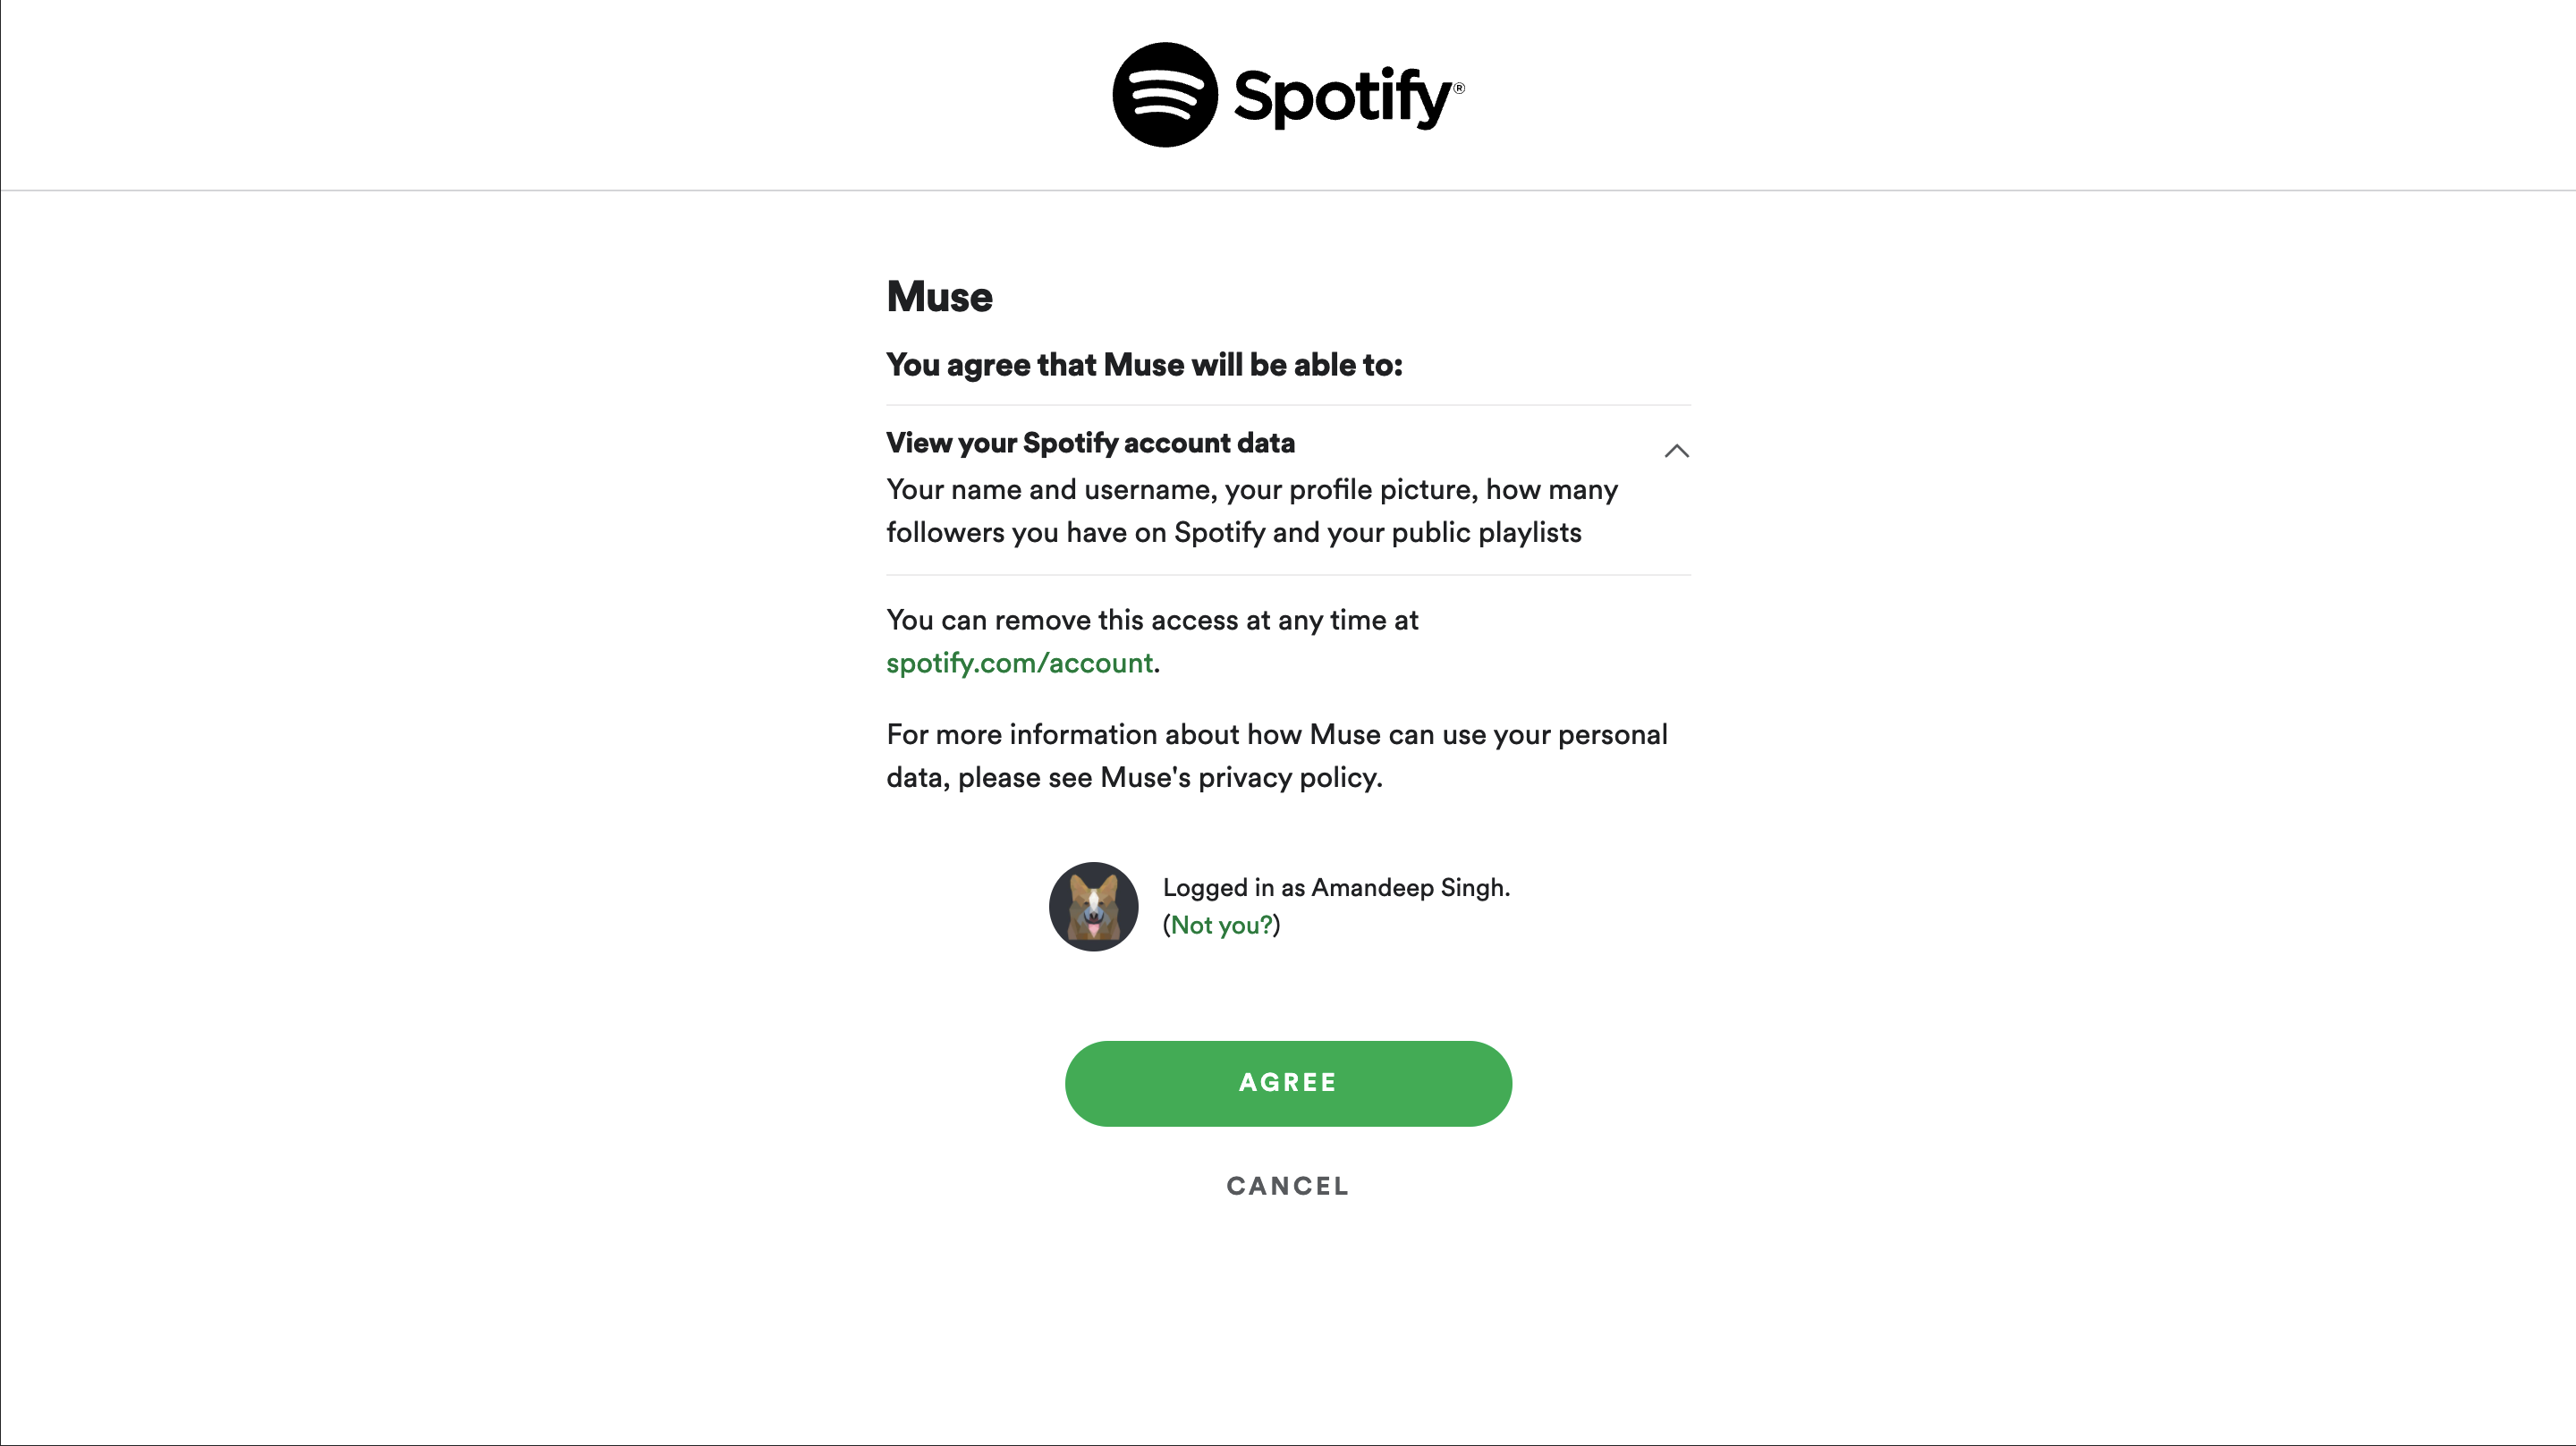 Spotify®
Muse
You agree that Muse will be able to:
View your Spotify account data
Your name and username, your profile picture, how many
followers you have on Spotify and your public playlists
You can remove this access at any time at
spotify.com/account.
For more information about how Muse can use your personal
data, please see Muse's privacy policy.
Logged in as Amandeep Singh.
(Not you?)
AGREE
CANCEL